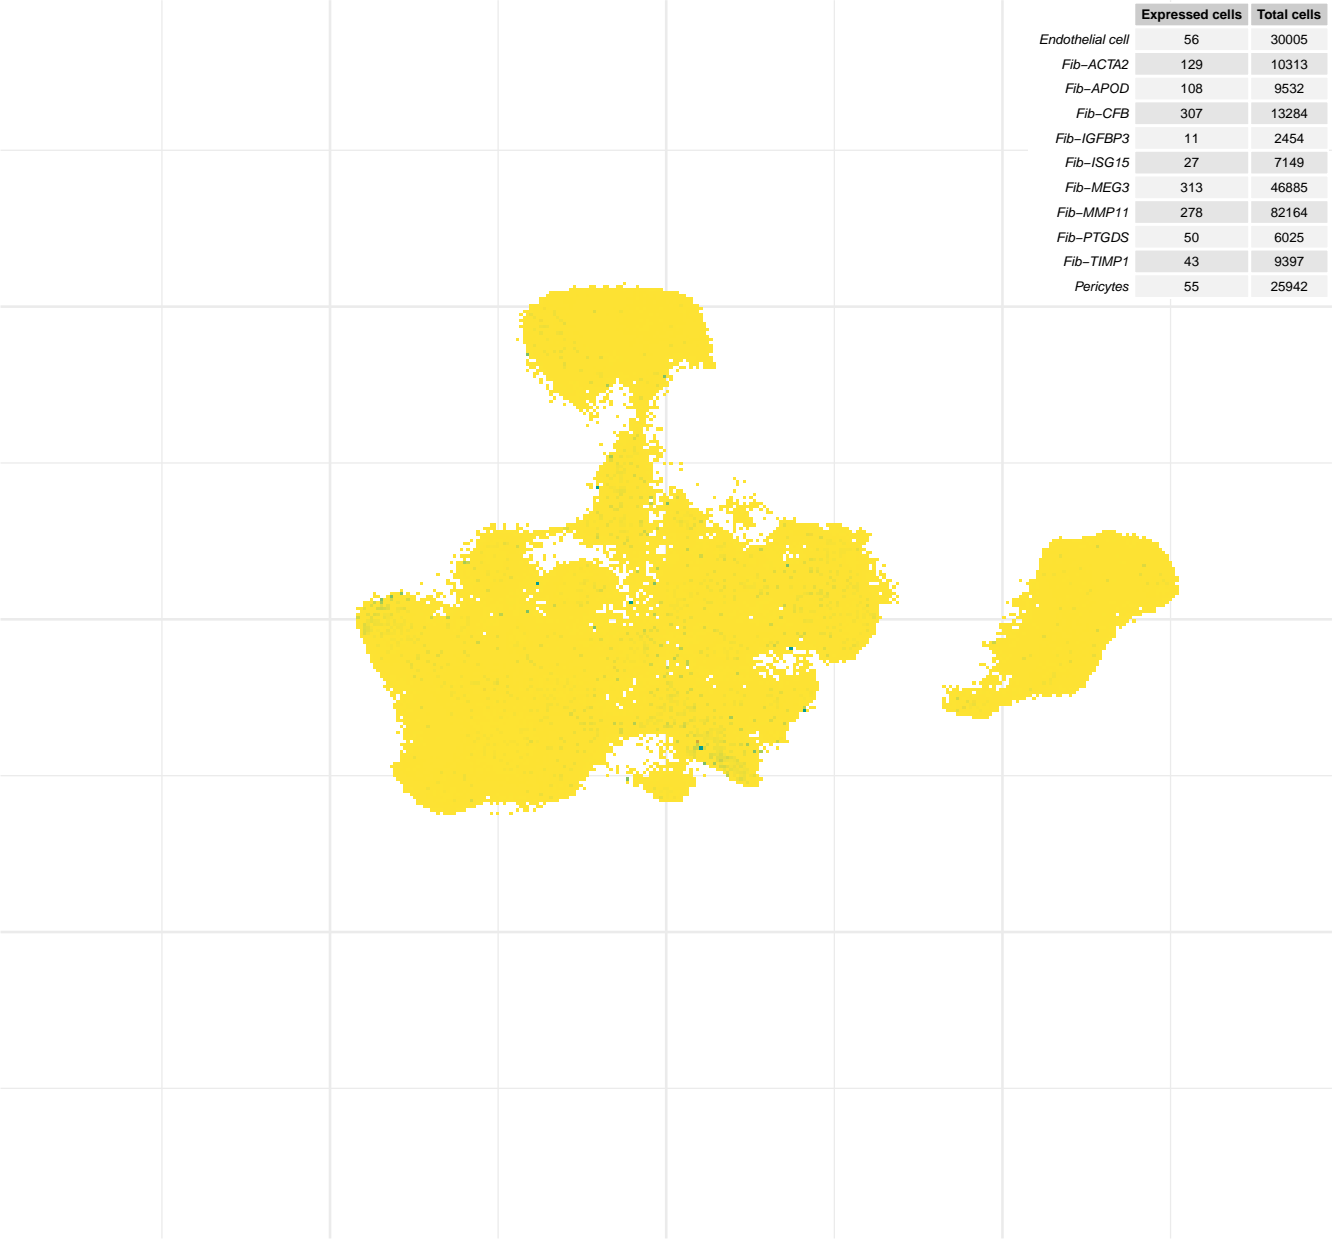 Expressed cells Total cells
Endothelial cell 56 30005
Fib−ACTA2 129 10313
Fib−APOD 108 9532
Fib−CFB 307 13284
Fib−IGFBP3 11 2454
Fib−ISG15 27 7149
Fib−MEG3 313 46885
Fib−MMP11 278 82164
Fib−PTGDS 50 6025
Fib−TIMP1 43 9397
Pericytes 55 25942